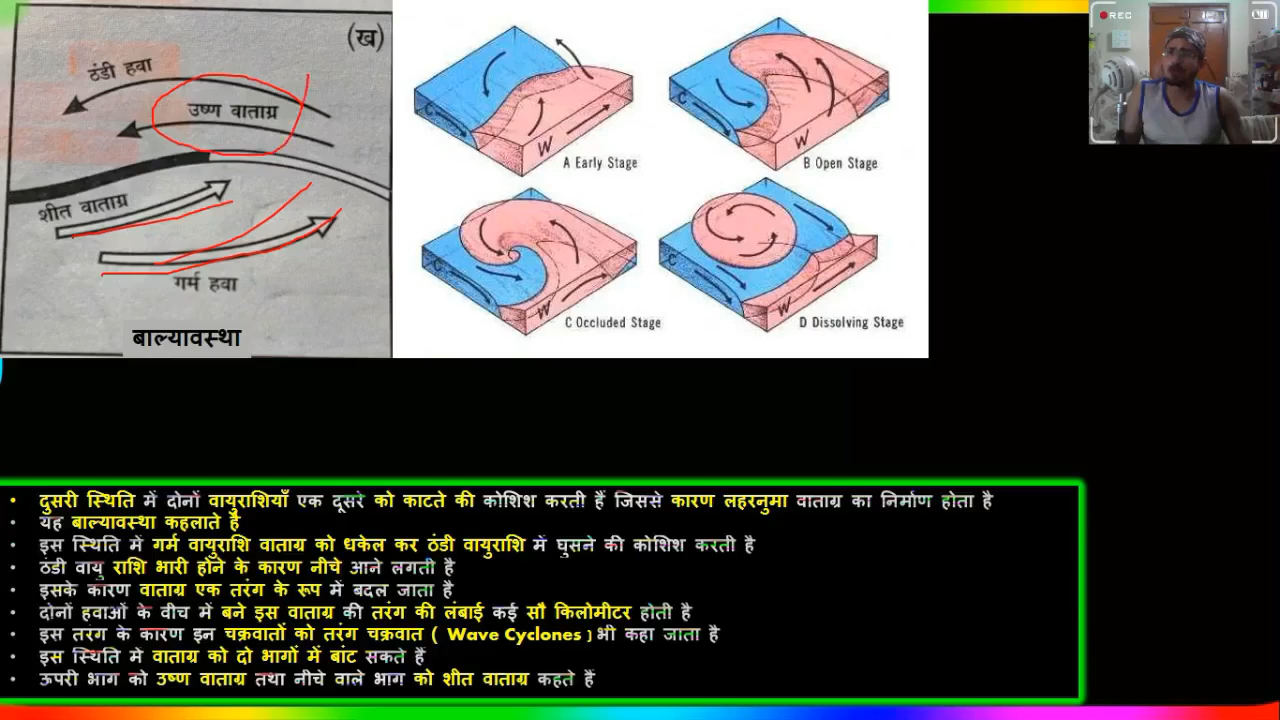 (ख)
ठंडी हवा
उष्ण वाताग्र
शीत वाताग्र
गर्म हवा
बाल्यावस्था
C
W
A Early Stage
C
W
B Open Stage
C
W
C Occluded Stage
C
W
D Dissolving Stage
REC
• दुसरी स्थिति में दोनों वायुराशियाँ एक दूसरे को काटते की कोशिश करती हैं जिससे कारण लहरनुमा वाताग्र का निर्माण होता है
• यह बाल्यावस्था कहलाते है
• इस स्थिति में गर्म वायुराशि वाताग्र को धकेल कर ठंडी वायुराशि में घुसने की कोशिश करती है
• ठंडी वायु राशि भारी होने के कारण नीचे आने लगती है
• इसके कारण वाताग्र एक तरंग के रूप में बदल जाता है
• दोनों हवाओं के वीच में बने इस वाताग्र की तरंग की लंबाई कई सौ किलोमीटर होती है
• इस तरंग के कारण इन चक्रवातों को तरंग चक्रवात ( Wave Cyclones ) भी कहा जाता है
• इस स्थिति में वाताग्र को दो भागों में बांट सकते हैं
• ऊपरी भाग को उष्ण वाताग्र तथा नीचे वाले भाग को शीत वाताग्र कहते हैं